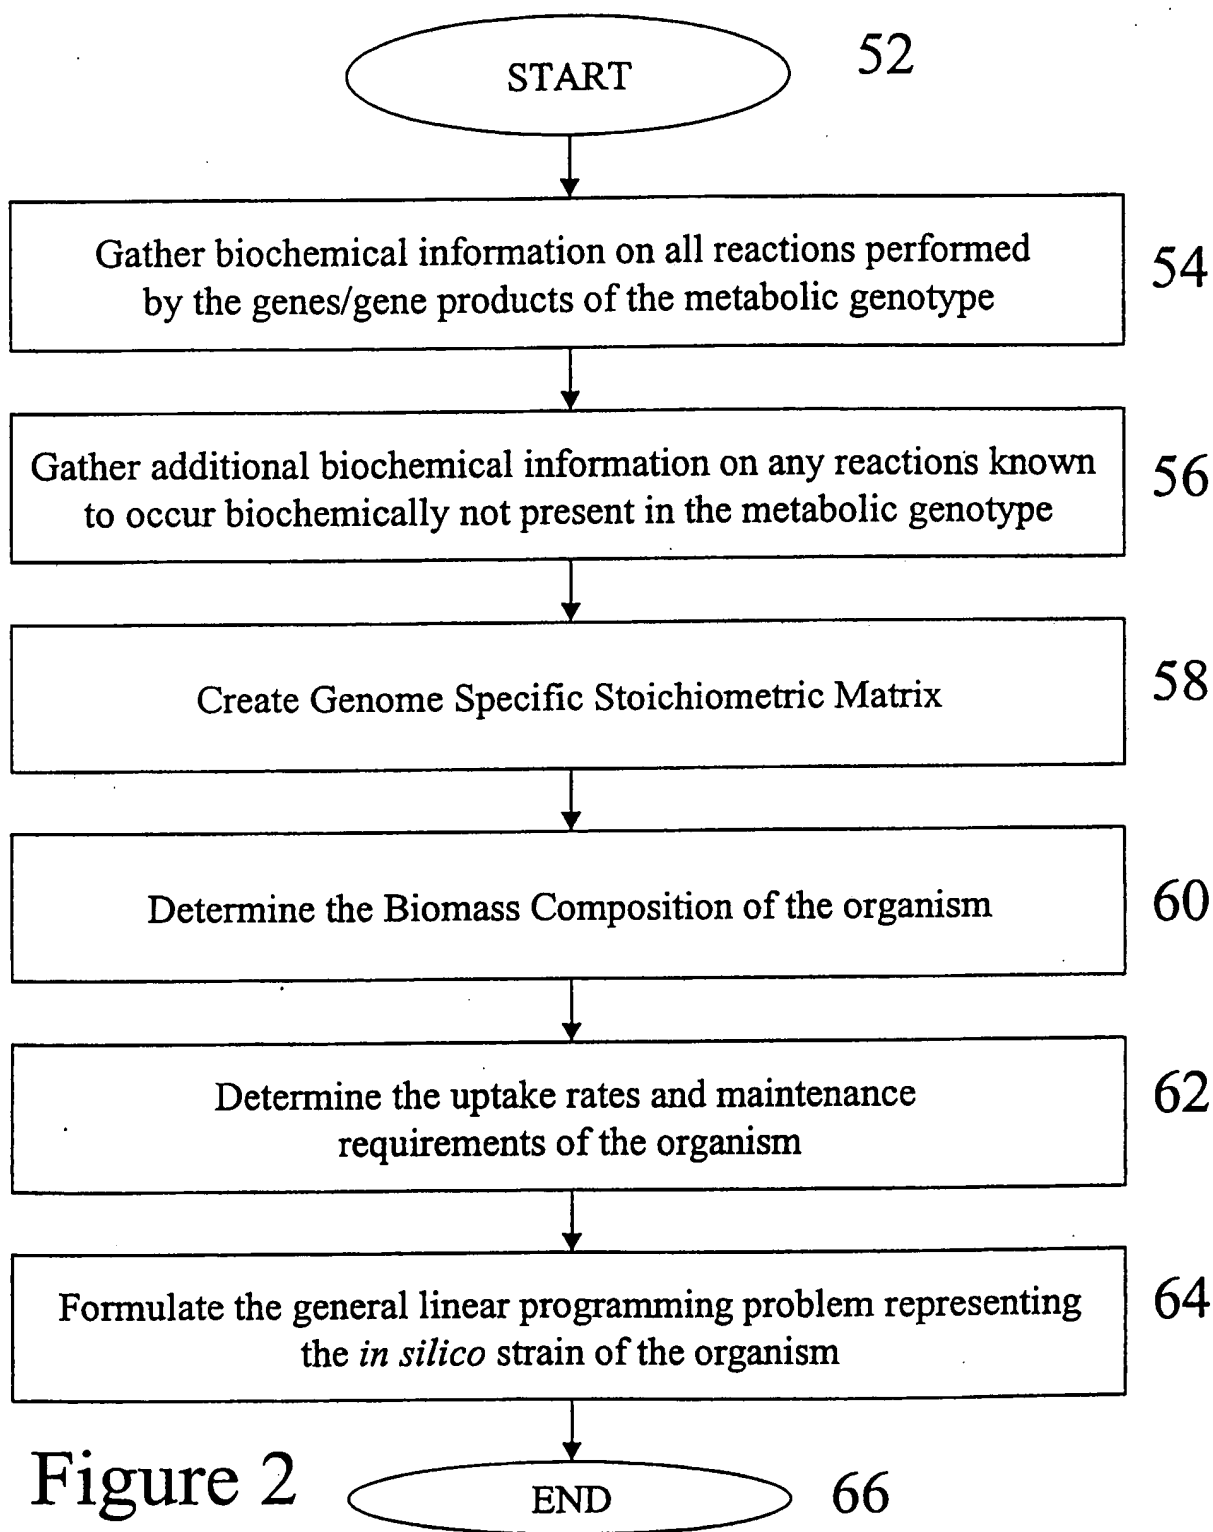 START
52
Gather biochemical information on all reactions performed
by the genes/gene products of the metabolic genotype
54
Gather additional biochemical information on any reactions known
to occur biochemically not present in the metabolic genotype
56
Create Genome Specific Stoichiometric Matrix
58
Determine the Biomass Composition of the organism
60
Determine the uptake rates and maintenance
requirements of the organism
62
Formulate the general linear programming problem representing
the in silico strain of the organism
64
Figure 2
END
66